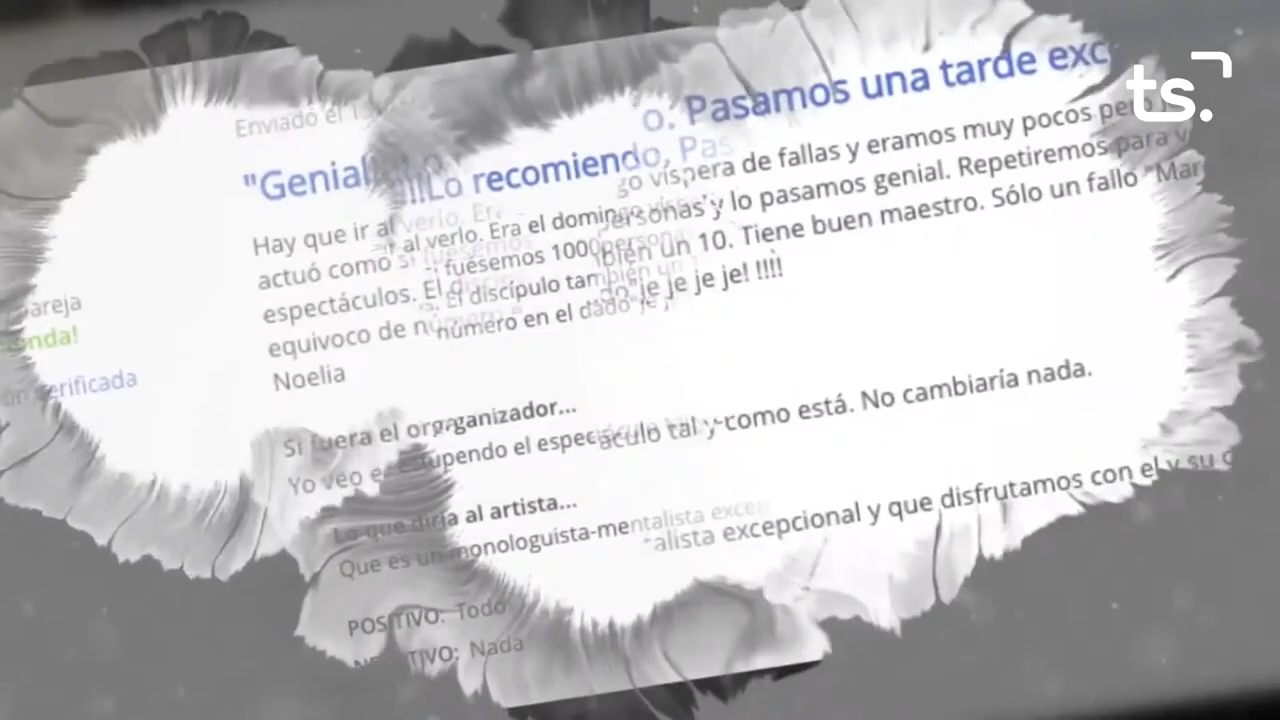 ts.
Enviado el
"Genial!!!! Lo recomiendo. Pasamos una tarde
Hay que ir al verlo. Era el domingo víspera de fallas y eramos muy pocos pero
actuó como si fuésemos 1000 personas y lo pasamos genial. Repetiremos para
espectáculos. El discípulo también un 10. Tiene buen maestro. Sólo un fallo
equivoco de número en el dado" je je je je! !!!!
Noelia
Si fuera el organizador...
Yo veo estupendo el espectáculo tal y como está. No cambiaría nada.
Lo que diría al artista...
Que es un monologuista-mentalista excepcional y que disfrutamos con el y su
POSITIVO: Todo
Nada